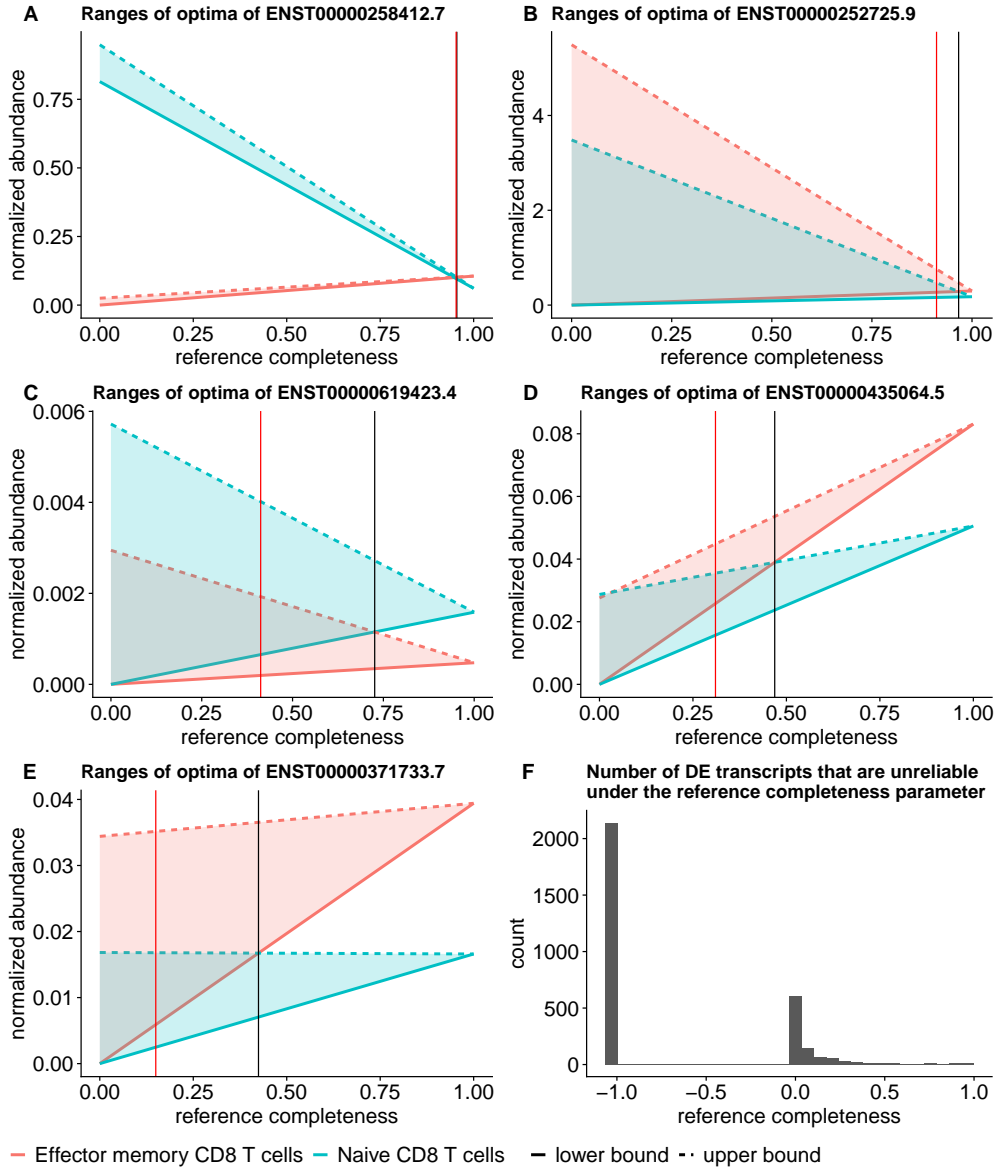 A Ranges of optima of ENST00000258412.7
normalized abundance
0.75
0.50
0.25
0.00
0.00 0.25 0.50 0.75 1.00
reference completeness
B Ranges of optima of ENST00000252725.9
normalized abundance
4
2
0
0.00 0.25 0.50 0.75 1.00
reference completeness
C Ranges of optima of ENST00000619423.4
normalized abundance
0.006
0.004
0.002
0.000
0.00 0.25 0.50 0.75 1.00
reference completeness
D Ranges of optima of ENST00000435064.5
normalized abundance
0.08
0.06
0.04
0.02
0.00
0.00 0.25 0.50 0.75 1.00
reference completeness
E Ranges of optima of ENST00000371733.7
normalized abundance
0.04
0.03
0.02
0.01
0.00
0.00 0.25 0.50 0.75 1.00
reference completeness
F Number of DE transcripts that are unreliable
under the reference completeness parameter
count
2000
1500
1000
500
0
−1.0 −0.5 0.0 0.5 1.0
reference completeness
Effector memory CD8 T cells Naive CD8 T cells lower bound upper bound